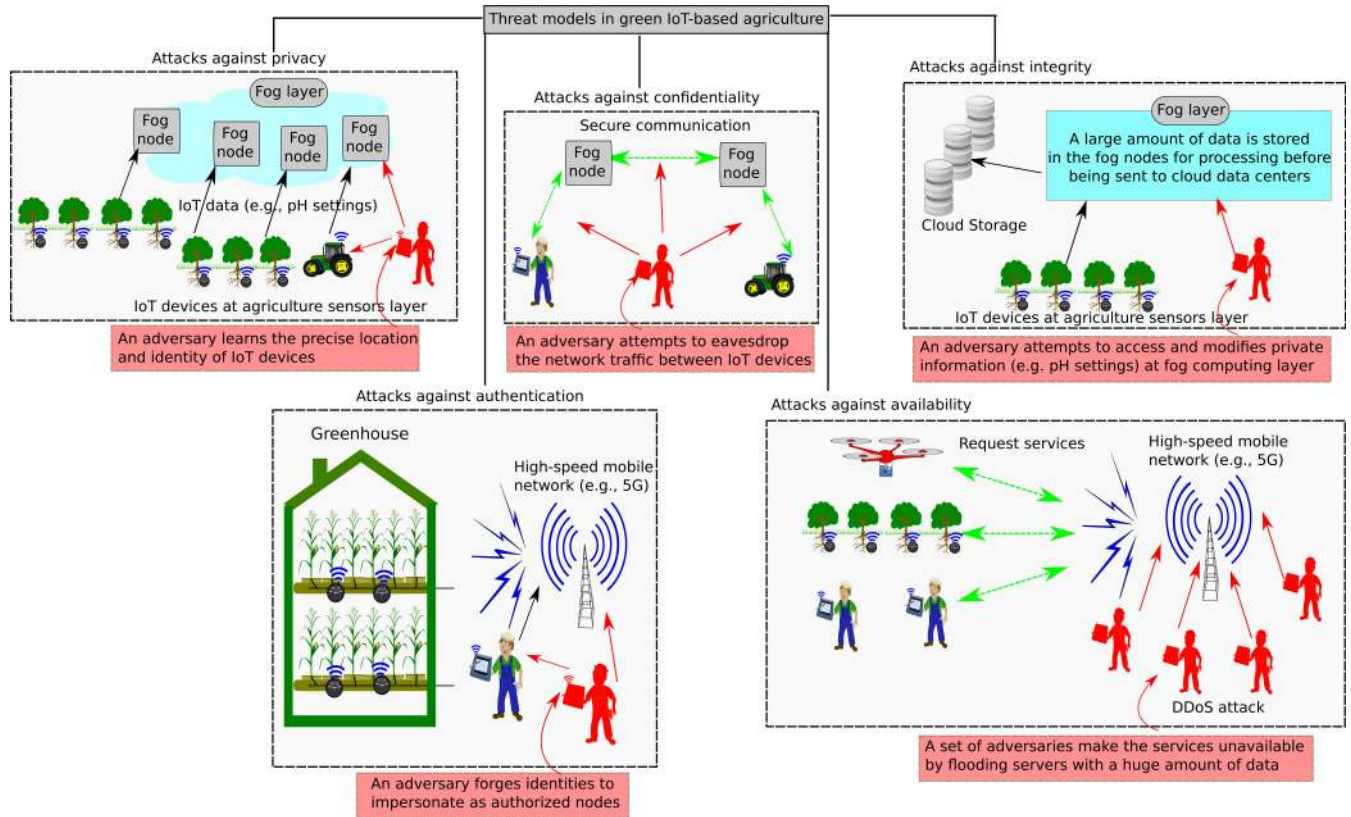 Threat models in green IoT-based agriculture
Attacks against privacy
Fog layer
Fog
node
Fog
node
Fog
node
Fog
node
IoT data (e.g., pH settings)
IoT devices at agriculture sensors layer
An adversary learns the precise location
and identity of IoT devices
Attacks against confidentiality
Secure communication
Fog
node
Fog
node
An adversary attempts to eavesdrop
the network traffic between IoT devices
Attacks against integrity
Fog layer
A large amount of data is stored
in the fog nodes for processing before
being sent to cloud data centers
Cloud Storage
IoT devices at agriculture sensors layer
An adversary attempts to access and modifies private
information (e.g. pH settings) at fog computing layer
Attacks against authentication
Greenhouse
High-speed mobile
network (e.g., 5G)
An adversary forges identities to
impersonate as authorized nodes
Attacks against availability
Request services
High-speed mobile
network (e.g., 5G)
DDoS attack
A set of adversaries make the services unavailable
by flooding servers with a huge amount of data